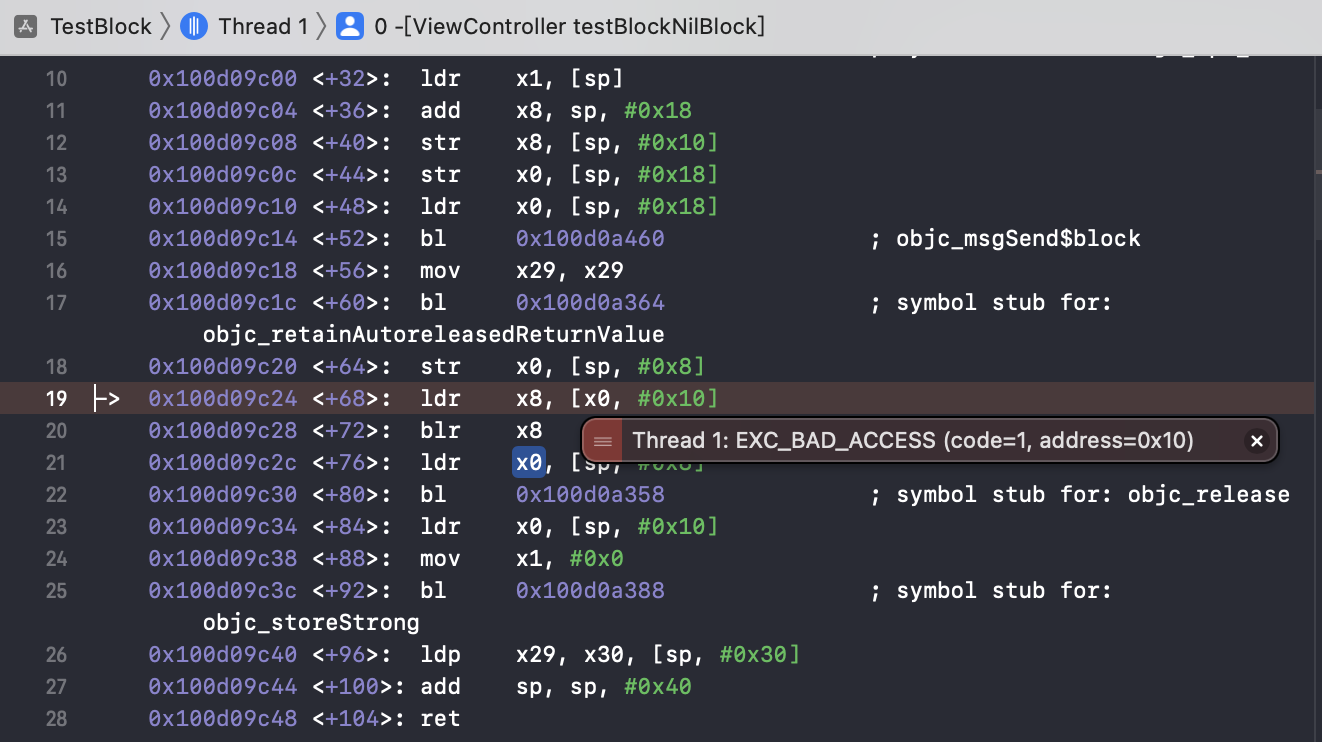 TestBlock 〉 Thread 1 〉 0 -[ViewController testBlockNilBlock]
10 0x100d09c00 <+32>: ldr x1, [sp]
11 0x100d09c04 <+36>: add x8, sp, #0x18
12 0x100d09c08 <+40>: str x8, [sp, #0x10]
13 0x100d09c0c <+44>: str x0, [sp, #0x18]
14 0x100d09c10 <+48>: ldr x0, [sp, #0x18]
15 0x100d09c14 <+52>: bl 0x100d0a460 ; objc_msgSend$block
16 0x100d09c18 <+56>: mov x29, x29
17 0x100d09c1c <+60>: bl 0x100d0a364 ; symbol stub for:
objc_retainAutoreleasedReturnValue
18 0x100d09c20 <+64>: str x0, [sp, #0x8]
19 -> 0x100d09c24 <+68>: ldr x8, [x0, #0x10]
20 0x100d09c28 <+72>: blr x8
Thread 1: EXC_BAD_ACCESS (code=1, address=0x10)
21 0x100d09c2c <+76>: ldr x0, [sp, #0x8]
22 0x100d09c30 <+80>: bl 0x100d0a358 ; symbol stub for: objc_release
23 0x100d09c34 <+84>: ldr x0, [sp, #0x10]
24 0x100d09c38 <+88>: mov x1, #0x0
25 0x100d09c3c <+92>: bl 0x100d0a388 ; symbol stub for:
objc_storeStrong
26 0x100d09c40 <+96>: ldp x29, x30, [sp, #0x30]
27 0x100d09c44 <+100>: add sp, sp, #0x40
28 0x100d09c48 <+104>: ret